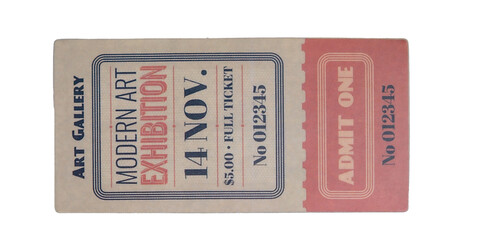 ART GALLERY
MODERN ART
EXHIBITION
14 NOV.
$5.00 • FULL TICKET
No 012345
ADMIT ONE
No 012345